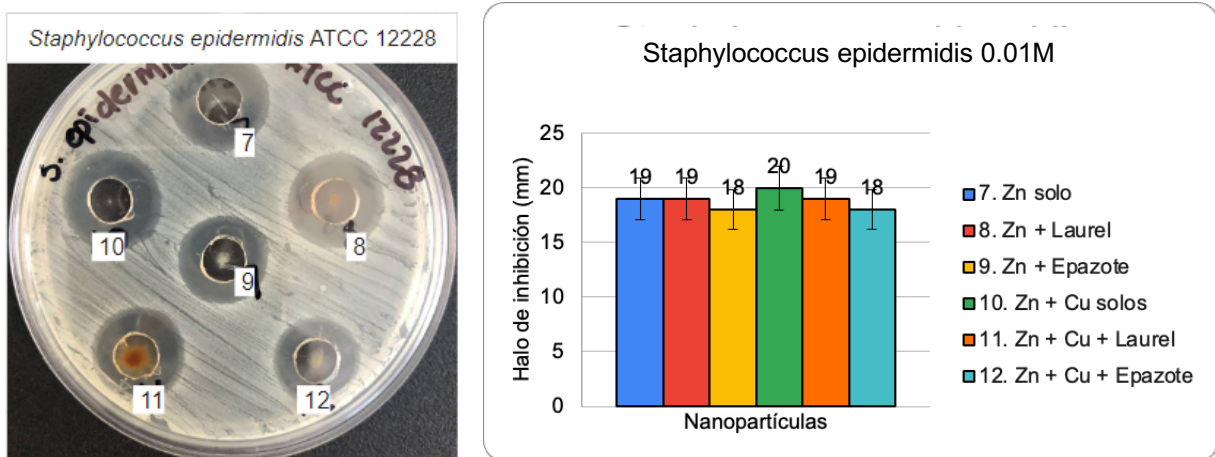 Staphylococcus epidermidis ATCC 12228
S. epidermi
ATCC 12228
7
10
8
9
11
12
Staphylococcus epidermidis 0.01M
Halo de inhibición (mm)
25
20
15
10
5
0
19
19
18
20
19
18
Nanopartículas
7. Zn solo
8. Zn + Laurel
9. Zn + Epazote
10. Zn + Cu solos
11. Zn + Cu + Laurel
12. Zn + Cu + Epazote